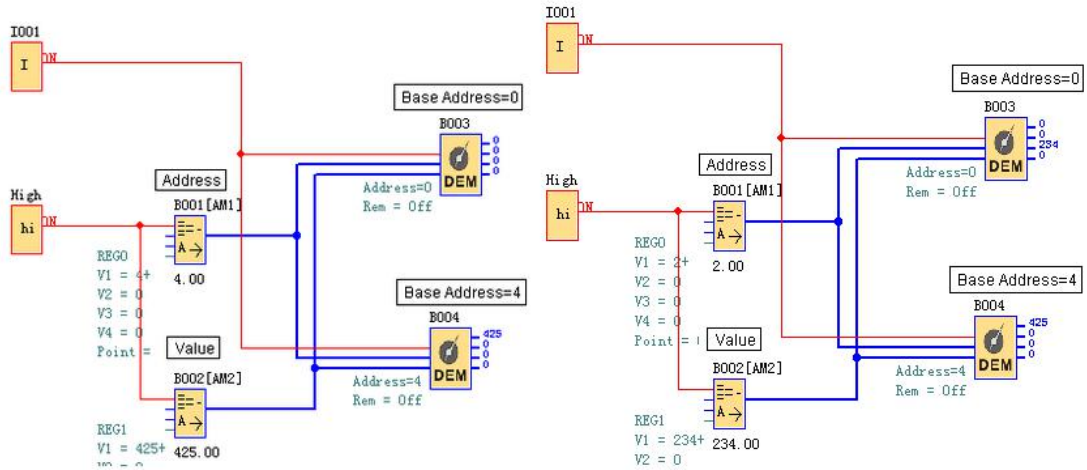 I001
I
ON
Base Address=0
B003
0
0
0
0
DEM
Address=0
Rem = Off
Address
B001[AM1]
High
ON
hi
A
4.00
REG0
V1 = 4+
V2 = 0
V3 = 0
V4 = 0
Point =
Base Address=4
B004
425
0
0
0
DEM
Address=4
Rem = Off
Value
B002[AM2]
A
425.00
REG1
V1 = 425+
V2 = 0
I001
I
ON
Base Address=0
B003
0
0
234
0
DEM
Address=0
Rem = Off
Address
B001[AM1]
High
ON
hi
A
2.00
REG0
V1 = 2+
V2 = 0
V3 = 0
V4 = 0
Point =
Base Address=4
B004
425
0
0
0
DEM
Address=4
Rem = Off
Value
B002[AM2]
A
234.00
REG1
V1 = 234+
V2 = 0